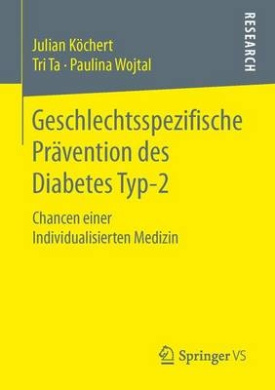 Julian Köchert
Tri Ta · Paulina Wojtal
RESEARCH
Geschlechtsspezifische
Prävention des
Diabetes Typ-2
Chancen einer
Individualisierten Medizin
Springer VS